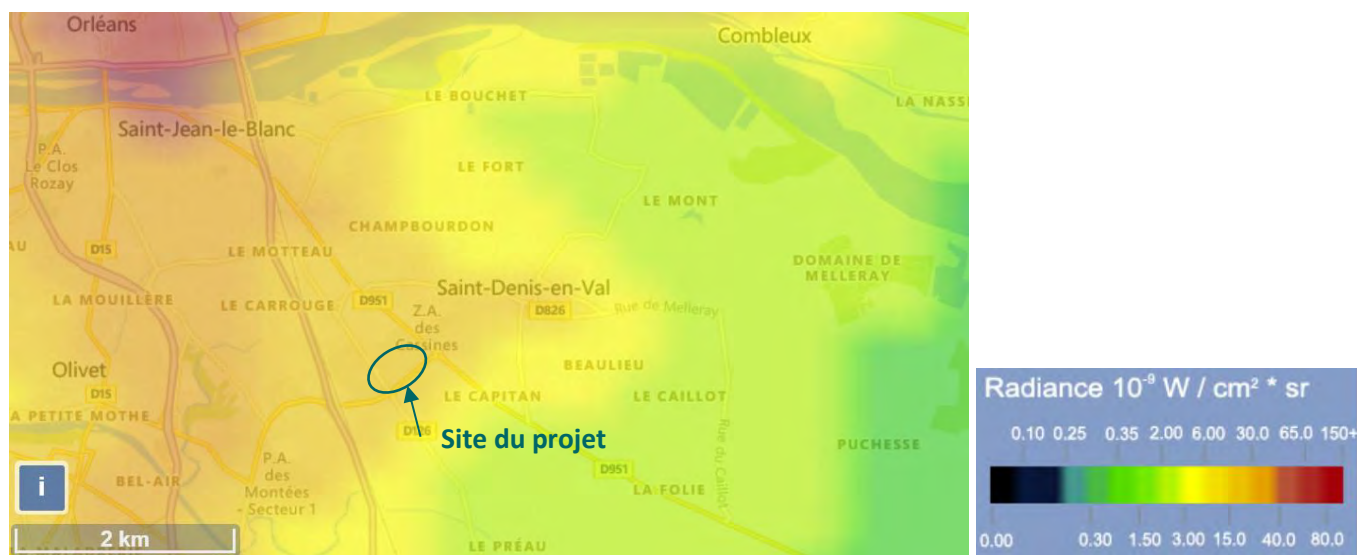 Orléans
Combleux
LE BOUCHET
LA NASS
Saint-Jean-le-Blanc
P.A.
Le Clos
Rozay
LE FORT
LE MONT
CHAMPBOURDON
AU
D15
LE MOTTEAU
DOMAINE DE
MELLERAY
Saint-Denis-en-Val
LA MOUILLÈRE
LE CARROUGE
D951
D826
Rue de Melleray
Z.A.
des
Cassines
BEAULIEU
Olivet
D15
LE CAPITAN
LE CAILLOT
A PETITE MOTHE
D126
Site du projet
PUCHESSE
Rue du Caillot
P.A.
des
Montées
- Secteur 1
BEL-AIR
D951
LA FOLIE
i
2 km
LE PRÉAU
Radiance 10⁻⁹ W / cm² * sr
0.10 0.25 0.35 2.00 6.00 30.0 65.0 150+
0.00 0.30 1.50 3.00 15.0 40.0 80.0